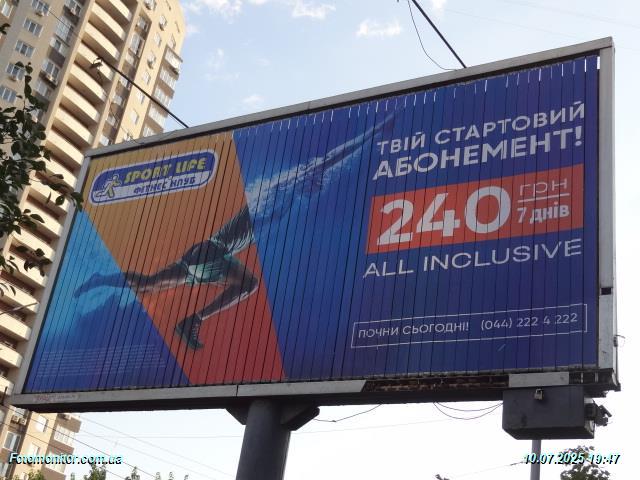 SPORT LIFE
ФІТНЕС КЛУБ
ТВІЙ СТАРТОВИЙ
АБОНЕМЕНТ!
240 ГРН
7 днів
ALL INCLUSIVE
ПОЧНИ СЬОГОДНІ! (044) 222 4 222
Fotomonitor.com.ua
10.07.2025 19:47